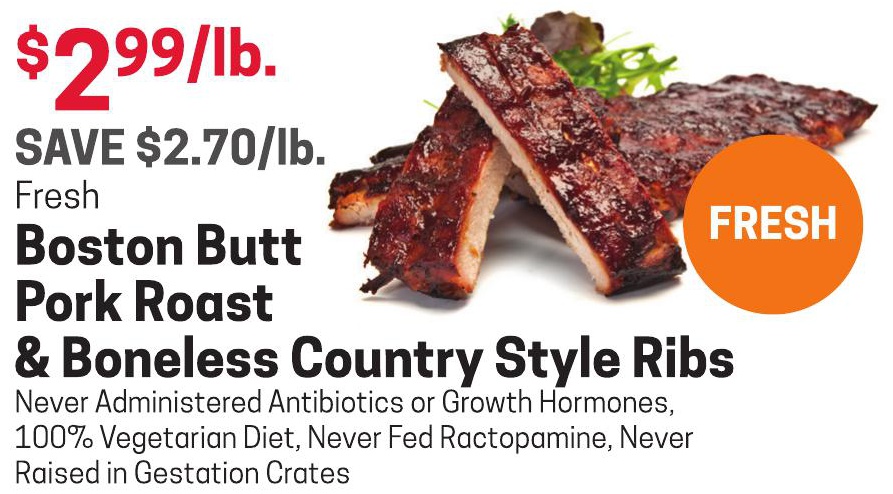 $2.99/lb.
SAVE $2.70/lb.
Fresh
Boston Butt
Pork Roast
& Boneless Country Style Ribs
Never Administered Antibiotics or Growth Hormones,
100% Vegetarian Diet, Never Fed Ractopamine, Never
Raised in Gestation Crates
FRESH